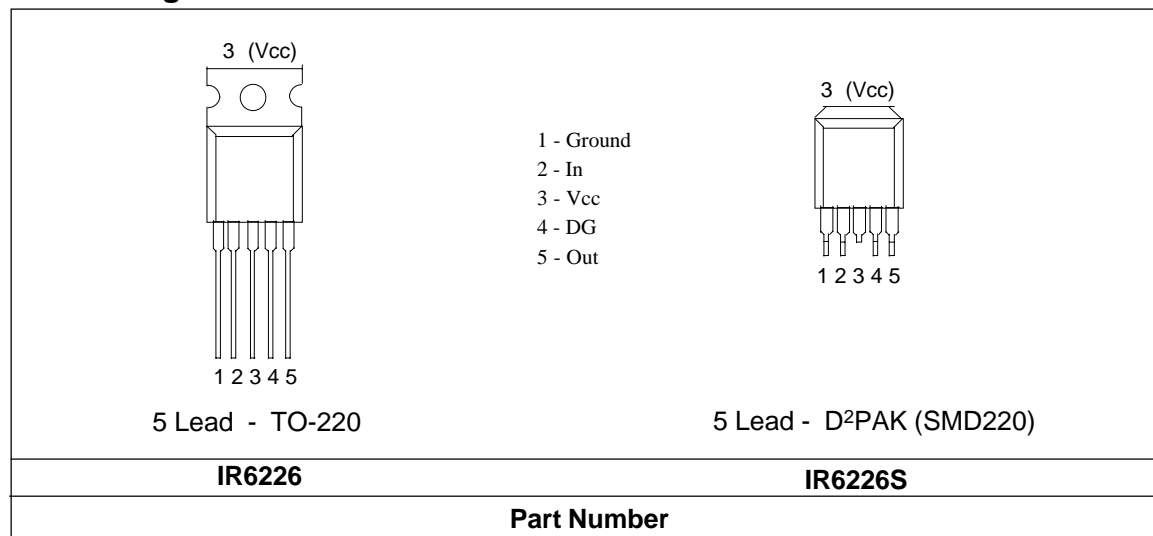 3 (Vcc)
1 2 3 4 5
5 Lead - TO-220
1 - Ground
2 - In
3 - Vcc
4 - DG
5 - Out
3 (Vcc)
1 2 3 4 5
5 Lead - D²PAK (SMD220)
IR6226
IR6226S
Part Number